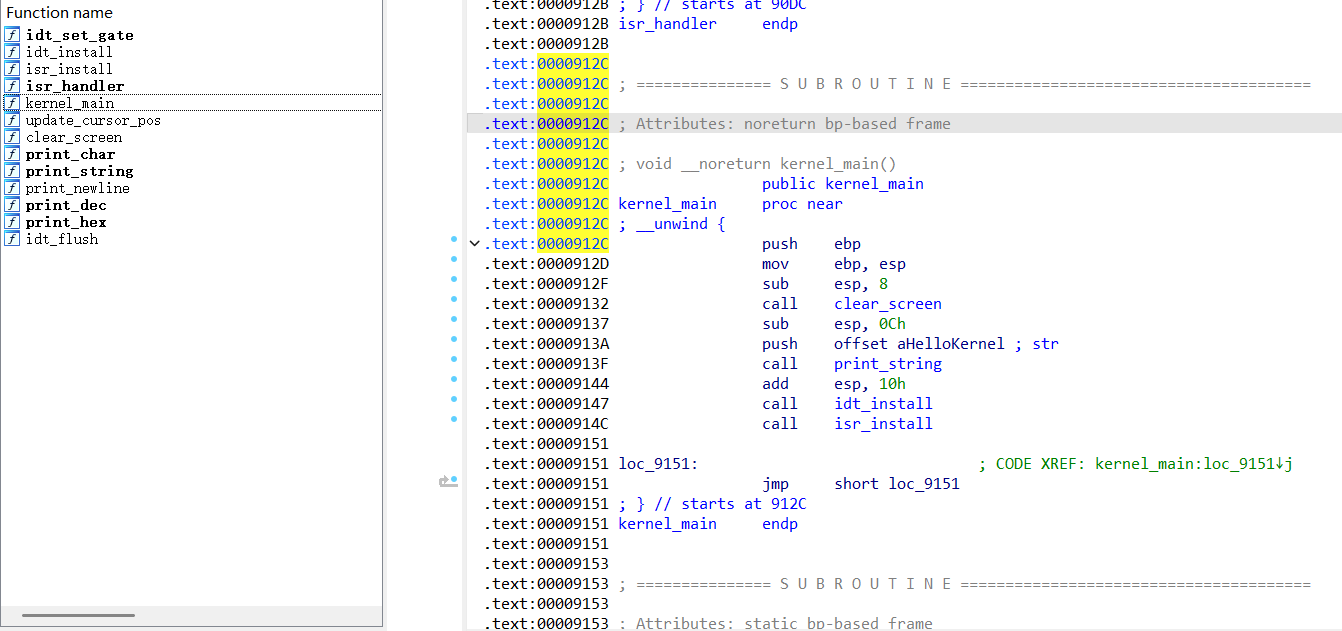 Function name
idt_set_gate
idt_install
isr_install
isr_handler
kernel_main
update_cursor_pos
clear_screen
print_char
print_string
print_newline
print_dec
print_hex
idt_flush
.text:0000912B ; } // starts at 90DC
.text:0000912B isr_handler     endp
.text:0000912B
.text:0000912C
.text:0000912C ; =============== S U B R O U T I N E =======================================
.text:0000912C
.text:0000912C ; Attributes: noreturn bp-based frame
.text:0000912C
.text:0000912C ; void __noreturn kernel_main()
.text:0000912C                 public kernel_main
.text:0000912C kernel_main     proc near
.text:0000912C ; __unwind {
.text:0000912C                 push    ebp
.text:0000912D                 mov     ebp, esp
.text:0000912F                 sub     esp, 8
.text:00009132                 call    clear_screen
.text:00009137                 sub     esp, 0Ch
.text:0000913A                 push    offset aHelloKernel ; str
.text:0000913F                 call    print_string
.text:00009144                 add     esp, 10h
.text:00009147                 call    idt_install
.text:0000914C                 call    isr_install
.text:00009151
.text:00009151 loc_9151:                               ; CODE XREF: kernel_main:loc_9151↓j
.text:00009151                 jmp     short loc_9151
.text:00009151 ; } // starts at 912C
.text:00009151 kernel_main     endp
.text:00009151
.text:00009153
.text:00009153 ; =============== S U B R O U T I N E =======================================
.text:00009153
.text:00009153 ; Attributes: static bp-based frame